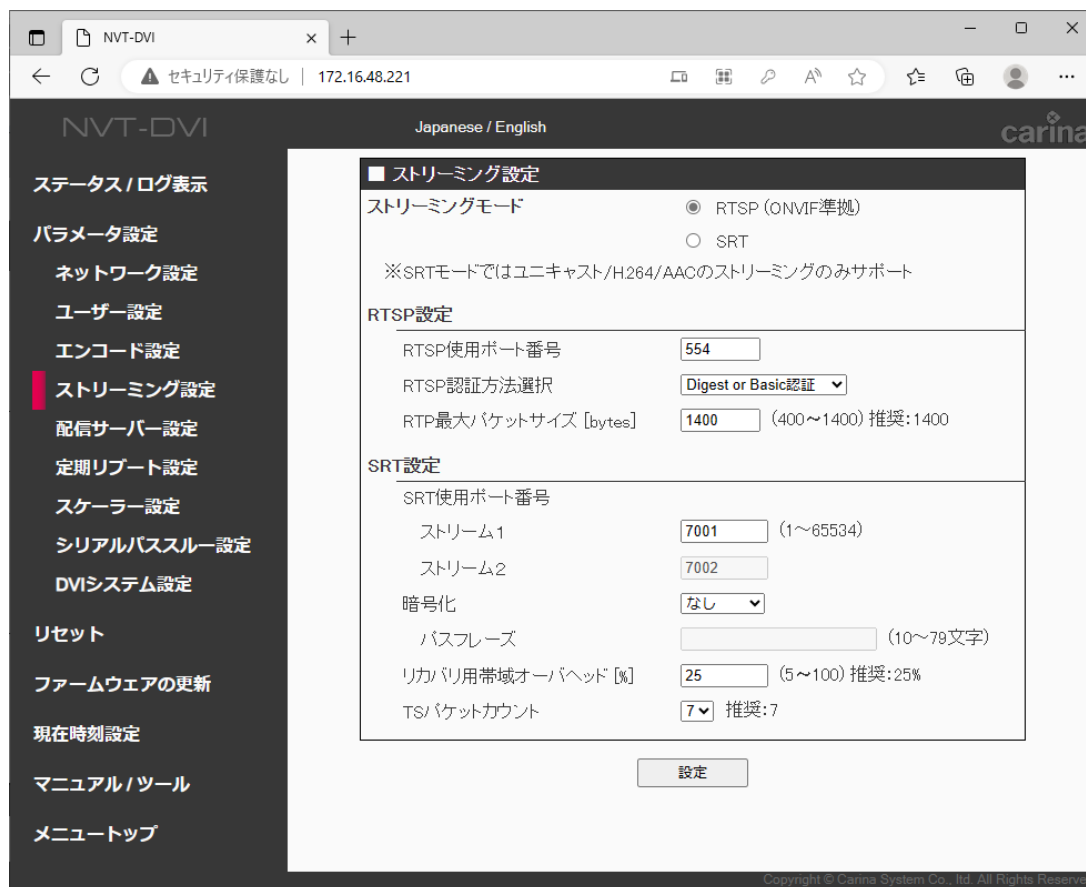 NVT-DVI
セキュリティ保護なし | 172.16.48.221
NVT-DVI
Japanese / English
carina
ステータス / ログ表示
パラメータ設定
ネットワーク設定
ユーザー設定
エンコード設定
ストリーミング設定
配信サーバー設定
定期リブート設定
スケーラー設定
シリアルパススルー設定
DVIシステム設定
リセット
ファームウェアの更新
現在時刻設定
マニュアル / ツール
メニュートップ
■ ストリーミング設定
ストリーミングモード RTSP (ONVIF準拠)
SRT
※SRTモードではユニキャスト/H.264/AACのストリーミングのみサポート
RTSP設定
RTSP使用ポート番号 554
RTSP認証方法選択 Digest or Basic認証
RTP最大パケットサイズ [bytes] 1400 (400～1400) 推奨:1400
SRT設定
SRT使用ポート番号
ストリーム1 7001 (1～65534)
ストリーム2 7002
暗号化 なし
パスフレーズ (10～79文字)
リカバリ用帯域オーバヘッド [%] 25 (5～100) 推奨:25%
TSパケットカウント 7 推奨:7
設定
Copyright © Carina System Co., ltd. All Rights Reserve